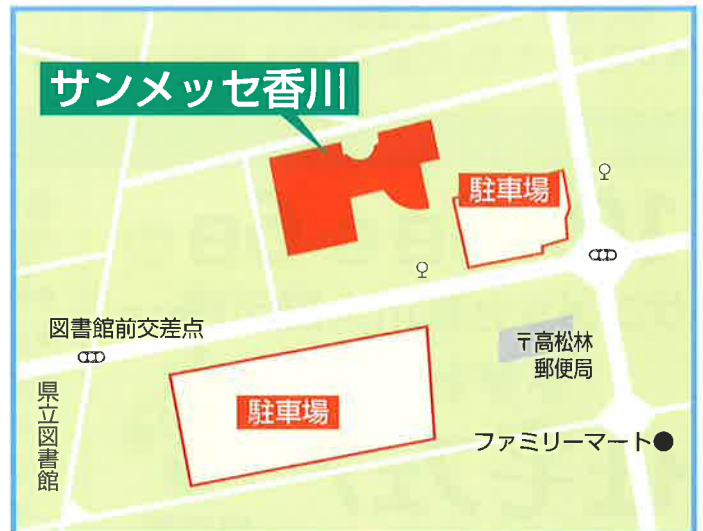 サンメッセ香川
駐車場
図書館前交差点
〒高松林
郵便局
県立図書館
駐車場
ファミリーマート●